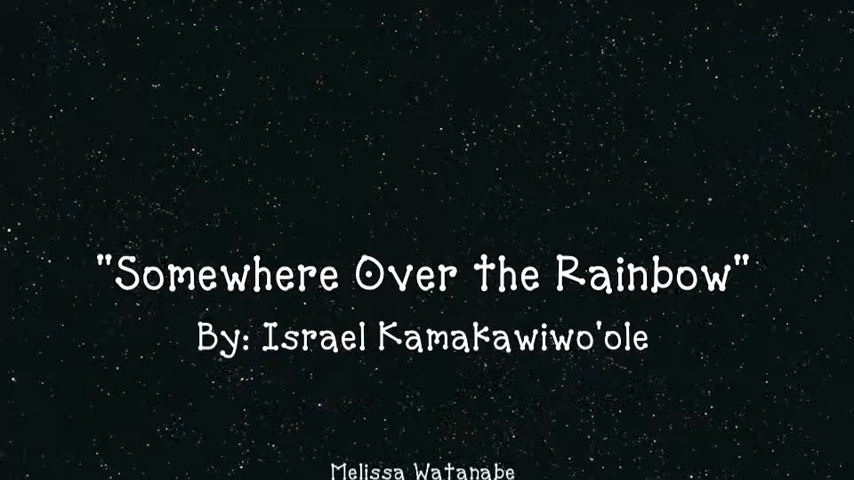 "Somewhere Over the Rainbow"
By: Israel Kamakawiwo'ole
Melissa Watanabe